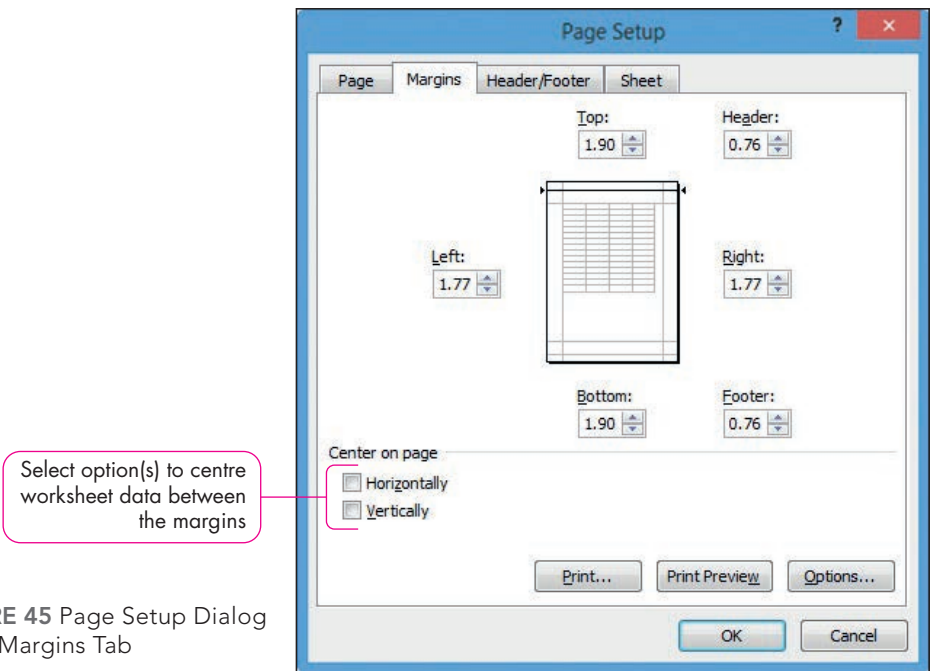 Page Setup
?
Page Margins Header/Footer Sheet
Top: Header:
1.90 0.76
Left: Right:
1.77 1.77
Bottom: Footer:
1.90 0.76
Center on page
Horizontally
Vertically
Select option(s) to centre
worksheet data between
the margins
Print... Print Preview Options...
OK Cancel
RE 45 Page Setup Dialog
Margins Tab